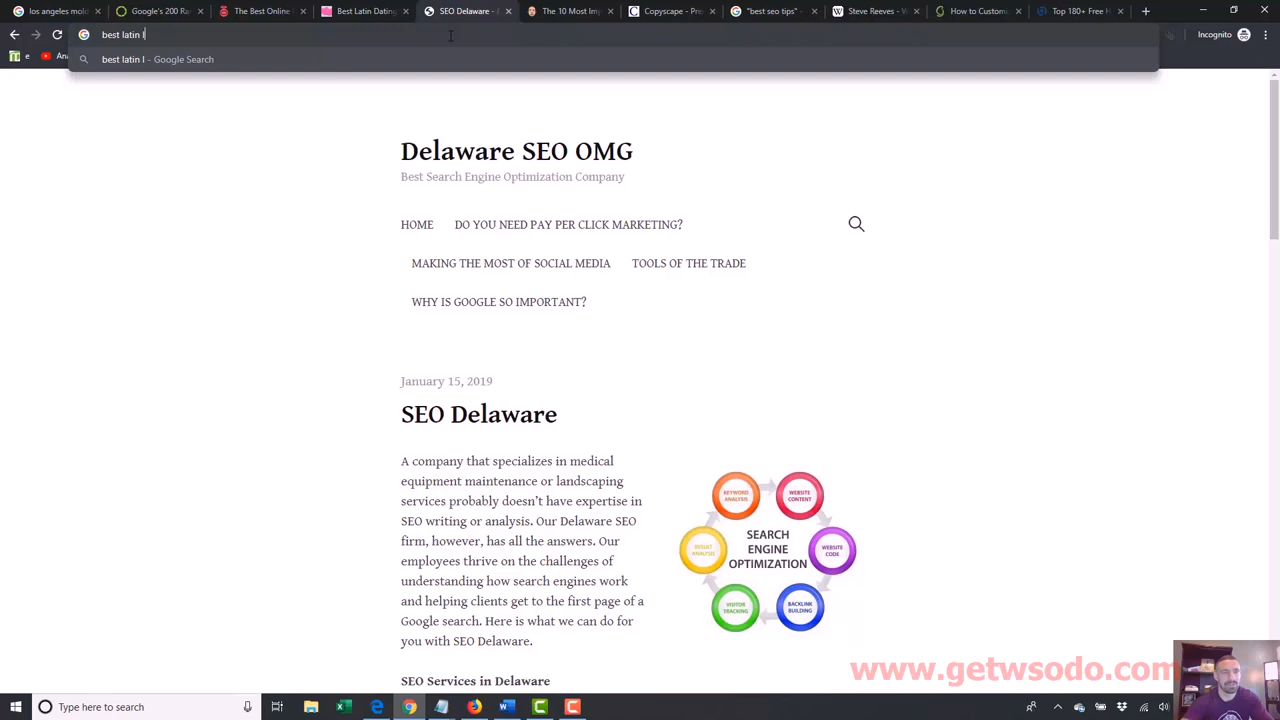 los angeles
Google's 200 Ra
The Best Online
Best Latin Datin
SEO Delaware -
The 10 Most Im
Copyscape - Pla
"best seo tips" -
Steve Reeves - W
How to Customi
Top 180+ Free H
best latin l
Incognito
best latin l - Google Search
Delaware SEO OMG
Best Search Engine Optimization Company
HOME DO YOU NEED PAY PER CLICK MARKETING?
MAKING THE MOST OF SOCIAL MEDIA TOOLS OF THE TRADE
WHY IS GOOGLE SO IMPORTANT?
January 15, 2019
SEO Delaware
A company that specializes in medical
equipment maintenance or landscaping
services probably doesn't have expertise in
SEO writing or analysis. Our Delaware SEO
firm, however, has all the answers. Our
employees thrive on the challenges of
understanding how search engines work
and helping clients get to the first page of a
Google search. Here is what we can do for
you with SEO Delaware.
KEYWORD
ANALYSIS
WEBSITE
CONTENT
WEBSITE
CODE
BACKLINK
BUILDING
VISITOR
TRACKING
RESULT
ANALYSIS
SEARCH
ENGINE
OPTIMIZATION
SEO Services in Delaware
www.getwsodo.com
Type here to search